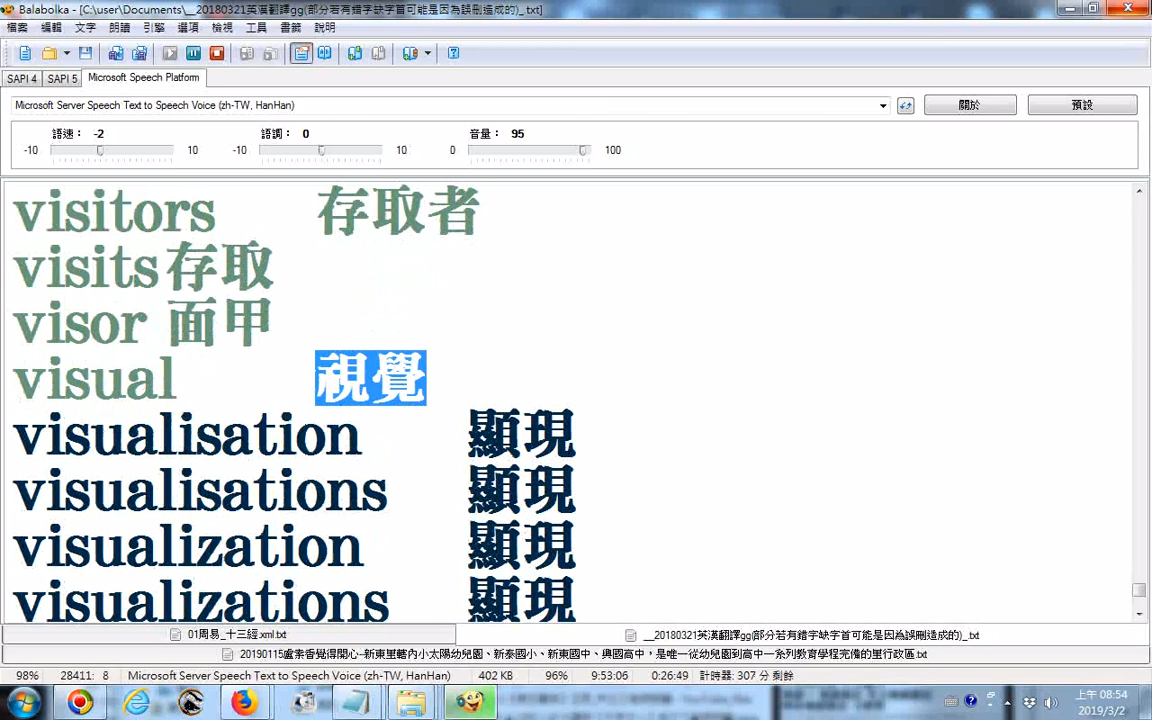 Balabolka - [C:\user\Documents\__20180321英漢翻譯gg(部分若有錯字缺字首可能是因為誤刪造成的)_.txt]
檔案 編輯 文字 朗讀 引擎 選項 檢視 工具 書籤 說明
SAPI 4 SAPI 5 Microsoft Speech Platform
Microsoft Server Speech Text to Speech Voice (zh-TW, HanHan) 關於 預設
語速： -2 語調： 0 音量： 95
-10 10 -10 10 0 100
visitors 存取者
visits 存取
visor 面甲
visual 視覺
visualisation 顯現
visualisations 顯現
visualization 顯現
visualizations 顯現
01周易_十三經.xml.txt __20180321英漢翻譯gg(部分若有錯字缺字首可能是因為誤刪造成的)_.txt
20190115盧素香覺得開心--新東里轄內小太陽幼兒園、新泰國小、新東國中、興國高中，是唯一從幼兒園到高中一系列教育學程完備的里行政區.txt
98% 28411: 8 Microsoft Server Speech Text to Speech Voice (zh-TW, HanHan) 402 KB 96% 9:53:06 0:26:49 計時器: 307 分 剩餘
上午 08:54
2019/3/2